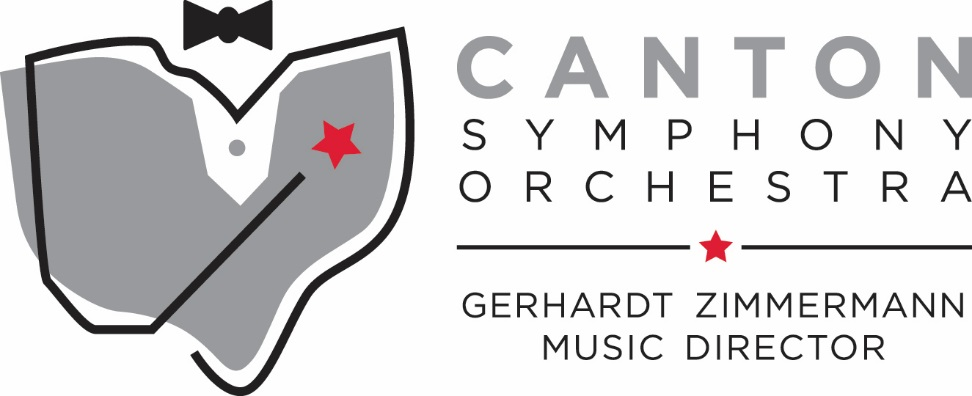 CANTON
SYMPHONY
ORCHESTRA
GERHARDT ZIMMERMANN
MUSIC DIRECTOR